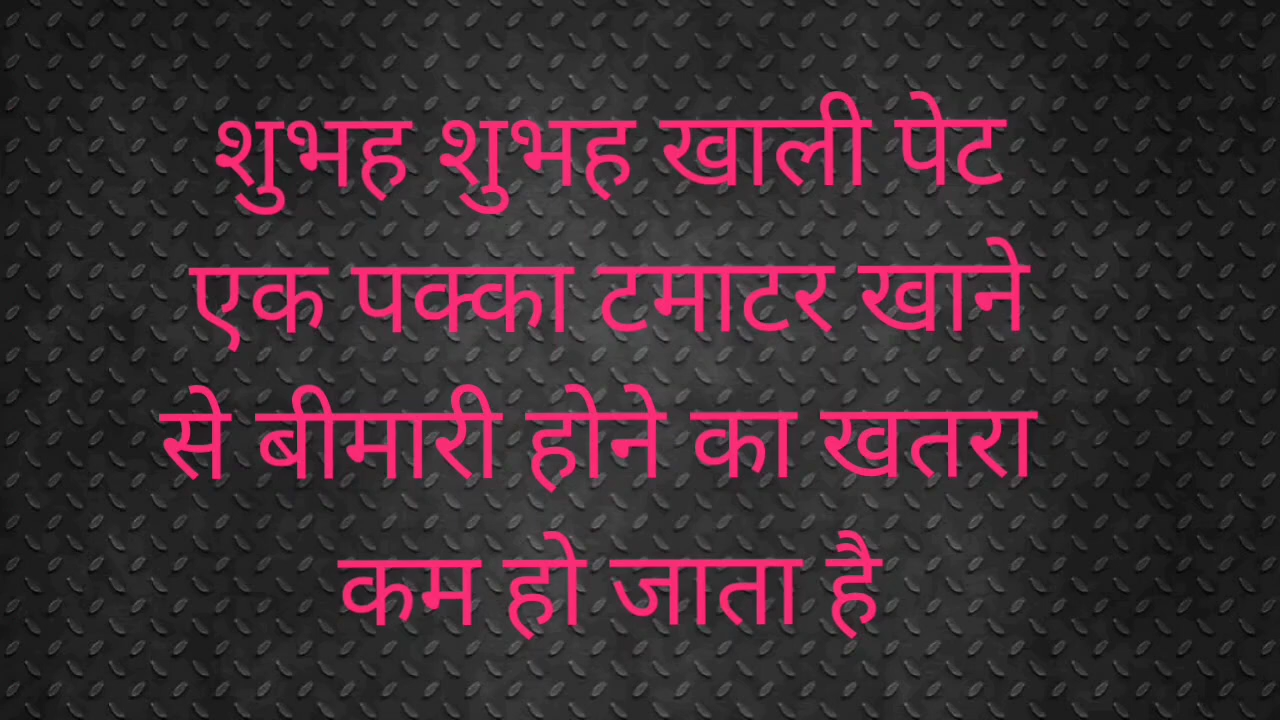 शुभह शुभह खाली पेट
एक पक्का टमाटर खाने
से बीमारी होने का खतरा
कम हो जाता है